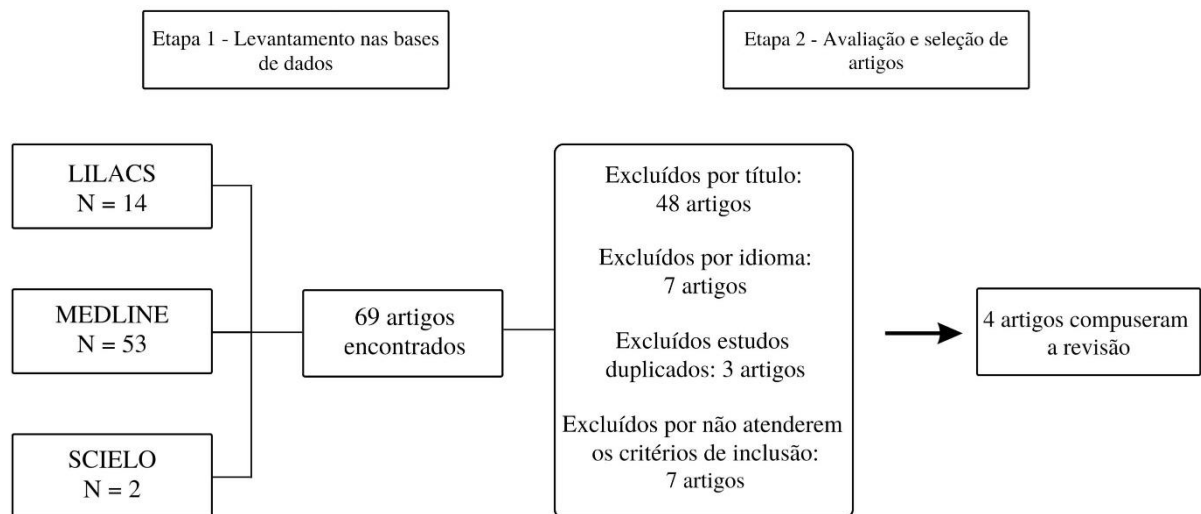 Etapa 1 - Levantamento nas bases
de dados
Etapa 2 - Avaliação e seleção de
artigos
LILACS
N = 14
MEDLINE
N = 53
SCIELO
N = 2
69 artigos
encontrados
Excluídos por título:
48 artigos
Excluídos por idioma:
7 artigos
Excluídos estudos
duplicados: 3 artigos
Excluídos por não atenderem
os critérios de inclusão:
7 artigos
4 artigos compuseram
a revisão